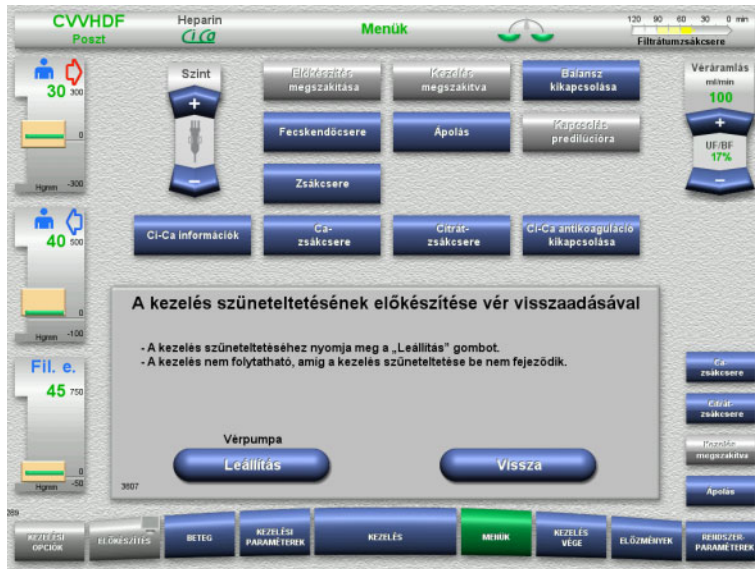 CVVHDF
Poszt
Heparin
CiCa
Menük
120 90 60 30 0 min
Filtrátumzsákcsere
30 300
0
Hgmm -300
40 500
0
Hgmm -100
Fil. e.
45 750
0
Hgmm -50
Szint
+
−
Előkészítés
megszakítása
Kezelés
megszakítva
Balansz
kikapcsolása
Fecskendőcsere
Ápolás
Kapcsolás
predilúcióra
Zsákcsere
Ci-Ca információk
Ca-
zsákcsere
Citrát-
zsákcsere
Ci-Ca antikoaguláció
kikapcsolása
Véráramlás
ml/min
100
+
UF/BF
17%
−
A kezelés szüneteltetésének előkészítése vér visszaadásával
- A kezelés szüneteltetéséhez nyomja meg a „Leállítás” gombot.
- A kezelés nem folytatható, amíg a kezelés szüneteltetése be nem fejeződik.
Vérpumpa
Leállítás
Vissza
3807
Ca-
zsákcsere
Citrát-
zsákcsere
Kezelés
megszakítva
Ápolás
089
KEZELÉSI
OPCIÓK
ELŐKÉSZÍTÉS
BETEG
KEZELÉSI
PARAMÉTEREK
KEZELÉS
MENÜK
KEZELÉS
VÉGE
ELŐZMÉNYEK
RENDSZER-
PARAMÉTEREK